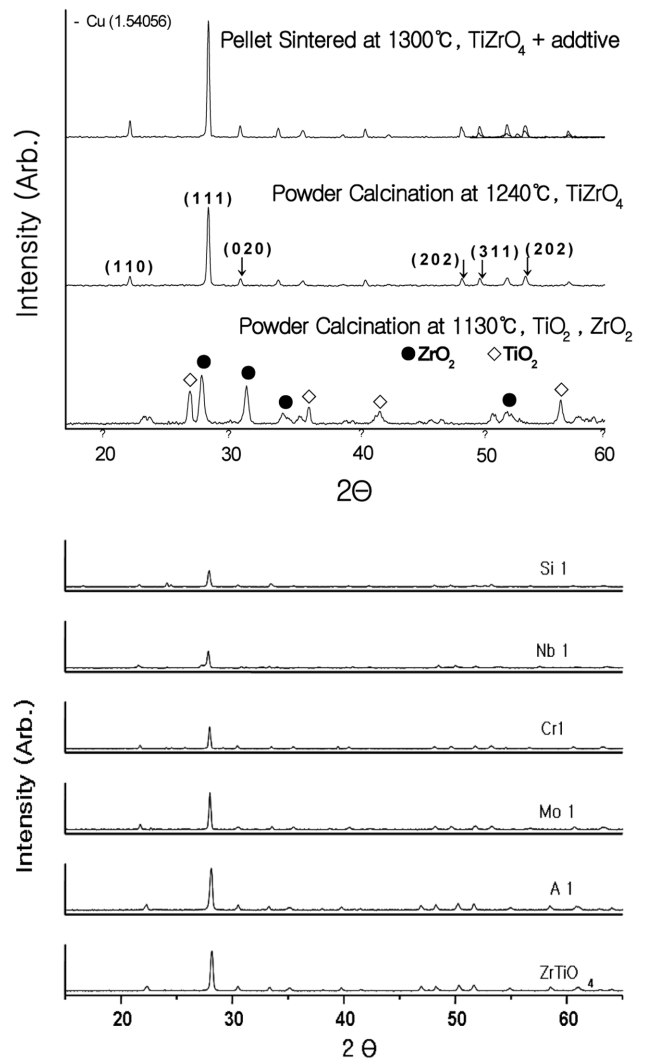 - Cu (1.54056)
Pellet Sintered at 1300℃, TiZrO₄ + addtive
Powder Calcination at 1240℃, TiZrO₄
(111)
(110)
(020)
(202)
(311)
(202)
Powder Calcination at 1130℃, TiO₂ , ZrO₂
● ZrO₂ ◇ TiO₂
Intensity (Arb.)
? ? ? ?
20 30 40 50 60
2Θ
Si 1
Nb 1
Cr1
Mo 1
A 1
ZrTiO ₄
Intensity (Arb.)
20 30 40 50 60
2 Θ